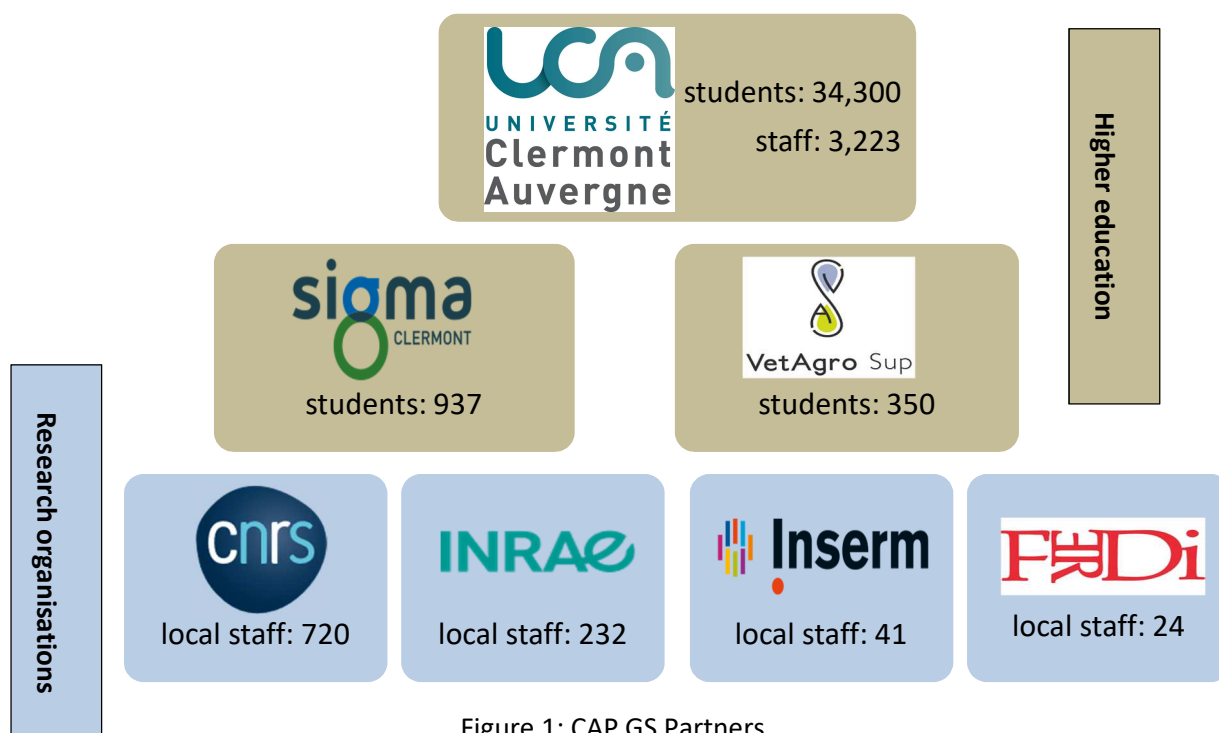 UCA
UNIVERSITÉ
Clermont
Auvergne
students: 34,300
staff: 3,223
Higher education
sigma
CLERMONT
students: 937
VetAgro Sup
students: 350
Research organisations
cnrs
local staff: 720
INRAE
local staff: 232
Inserm
local staff: 41
FERDi
local staff: 24
Figure 1: CAP GS Partners